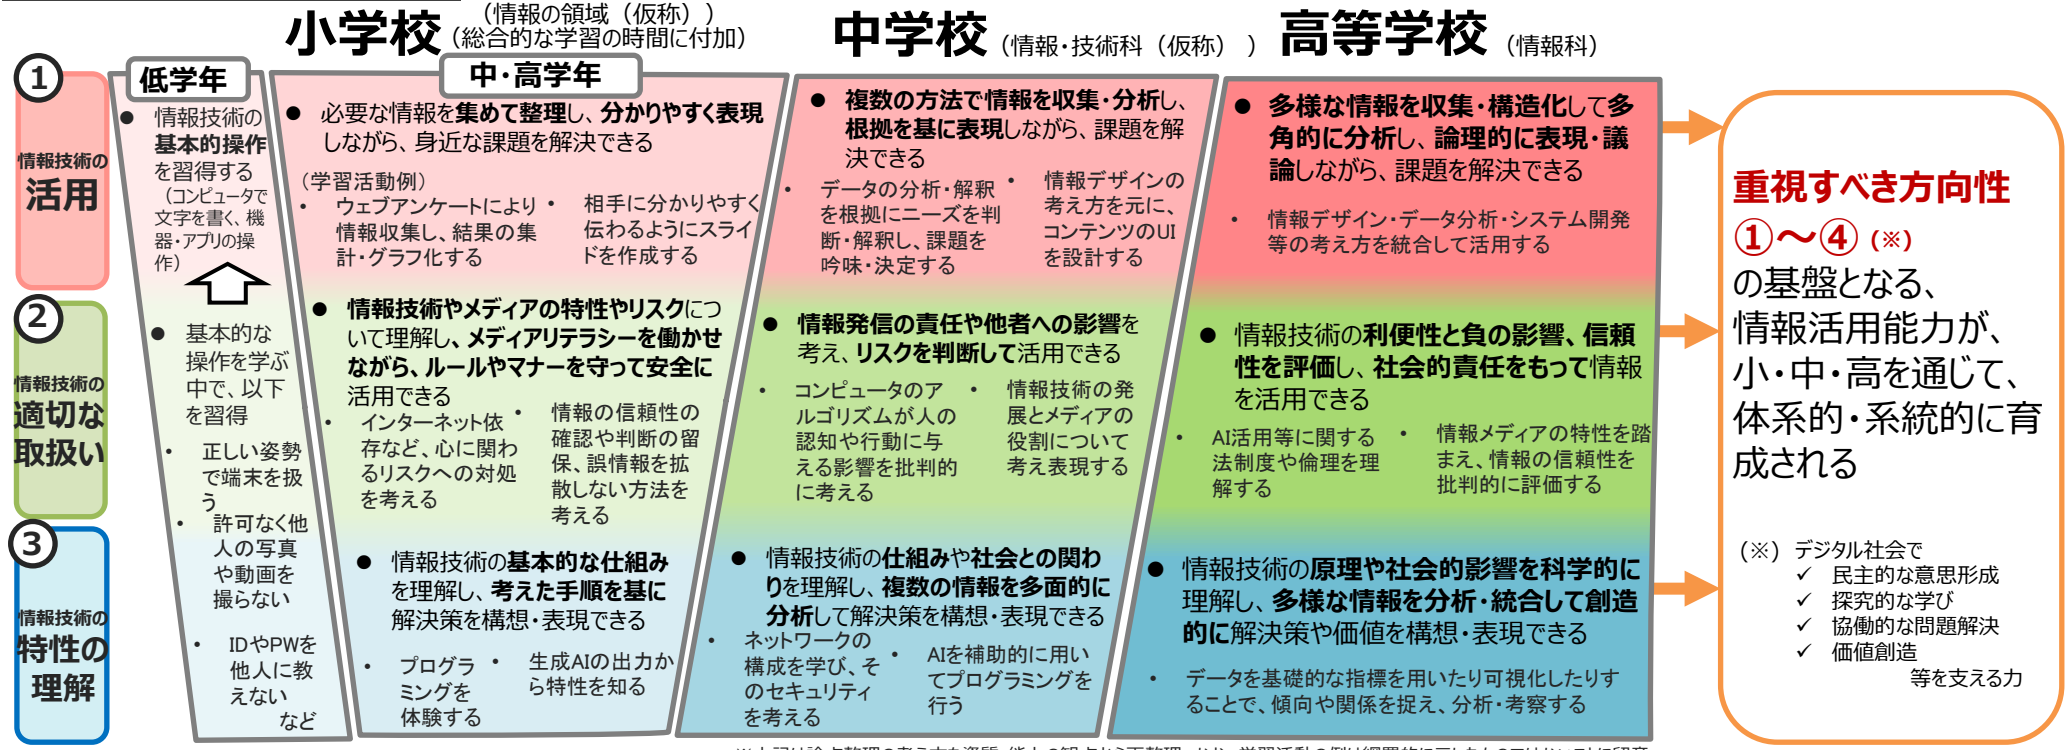 小学校
（情報の領域（仮称））
（総合的な学習の時間に付加）
中学校（情報・技術科（仮称））
高等学校（情報科）
①
情報技術の
活用
②
情報技術の
適切な
取扱い
③
情報技術の
特性の
理解
低学年
● 情報技術の
基本的操作
を習得する
（コンピュータで
文字を書く、機
器・アプリの操
作）
● 基本的な
操作を学ぶ
中で、以下
を習得
・ 正しい姿勢
で端末を扱
う
・ 許可なく他
人の写真
や動画を
撮らない
・ IDやPWを
他人に教
えない
など
中・高学年
● 必要な情報を集めて整理し、分かりやすく表現
しながら、身近な課題を解決できる
（学習活動例）
・ ウェブアンケートにより
情報収集し、結果の集
計・グラフ化する
・ 相手に分かりやすく
伝わるようにスライ
ドを作成する
● 情報技術やメディアの特性やリスクにつ
いて理解し、メディアリテラシーを働かせ
ながら、ルールやマナーを守って安全に
活用できる
・ インターネット依
存など、心に関わ
るリスクへの対処
を考える
・ 情報の信頼性の
確認や判断の留
保、誤情報を拡
散しない方法を
考える
● 情報技術の基本的な仕組み
を理解し、考えた手順を基に
解決策を構想・表現できる
・ プログラ
ミングを
体験する
・ 生成AIの出力か
ら特性を知る
● 複数の方法で情報を収集・分析し、
根拠を基に表現しながら、課題を解
決できる
・ データの分析・解釈
を根拠にニーズを判
断・解釈し、課題を
吟味・決定する
・ 情報デザインの
考え方を元に、
コンテンツのUI
を設計する
● 情報発信の責任や他者への影響を
考え、リスクを判断して活用できる
・ コンピュータのア
ルゴリズムが人の
認知や行動に与
える影響を批判的
に考える
・ 情報技術の発
展とメディアの
役割について
考え表現する
● 情報技術の仕組みや社会との関わ
りを理解し、複数の情報を多面的に
分析して解決策を構想・表現できる
・ ネットワークの
構成を学び、そ
のセキュリティ
を考える
・ AIを補助的に用い
てプログラミングを
行う
● 多様な情報を収集・構造化して多
角的に分析し、論理的に表現・議
論しながら、課題を解決できる
・ 情報デザイン・データ分析・システム開発
等の考え方を統合して活用する
● 情報技術の利便性と負の影響、信頼
性を評価し、社会的責任をもって情報
を活用できる
・ AI活用等に関する
法制度や倫理を理
解する
・ 情報メディアの特性を踏
まえ、情報の信頼性を
批判的に評価する
● 情報技術の原理や社会的影響を科学的に
理解し、多様な情報を分析・統合して創造
的に解決策や価値を構想・表現できる
・ データを基礎的な指標を用いたり可視化したりす
ることで、傾向や関係を捉え、分析・考察する
重視すべき方向性
①～④（※）
の基盤となる、
情報活用能力が、
小・中・高を通じて、
体系的・系統的に育
成される
（※） デジタル社会で
✓ 民主的な意思形成
✓ 探究的な学び
✓ 協働的な問題解決
✓ 価値創造
等を支える力